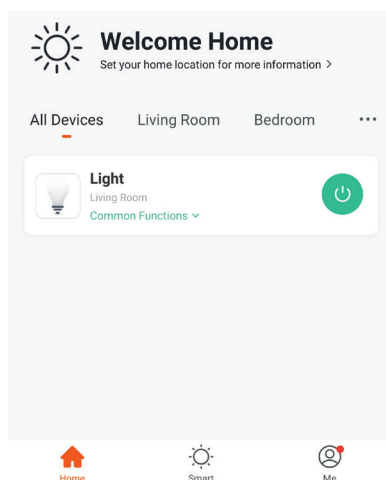 Welcome Home
Set your home location for more information >
All Devices Living Room Bedroom ...
Light
Living Room
Common Functions
Home Smart Me